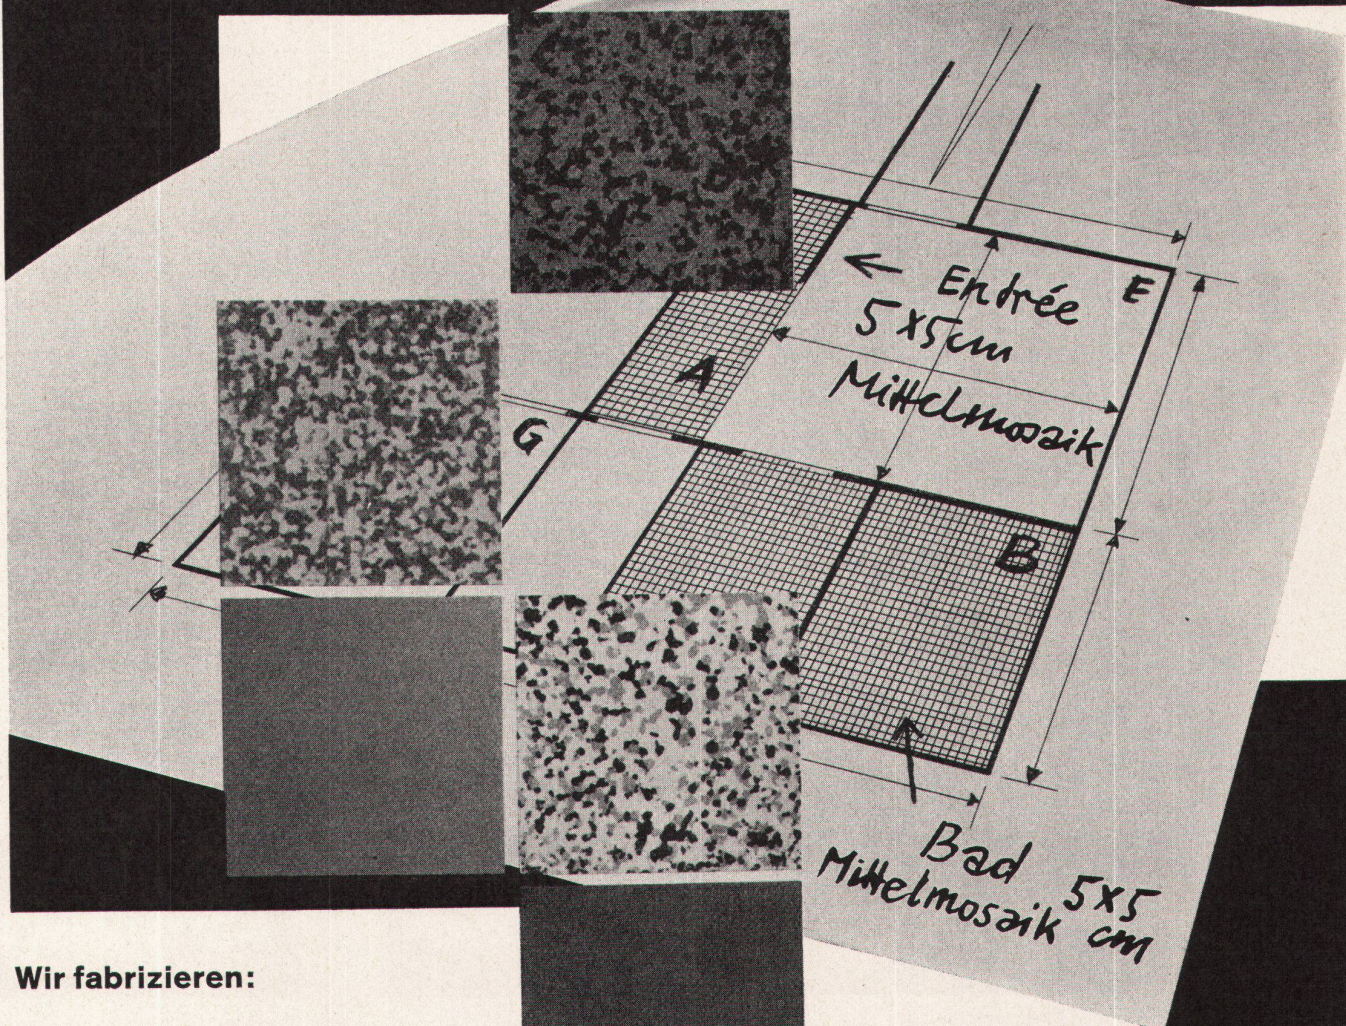 E
Entrée
5x5cm
Mittelmosaik
A
G
B
Bad 5x5
Mittelmosaik cm
Wir fabrizieren: